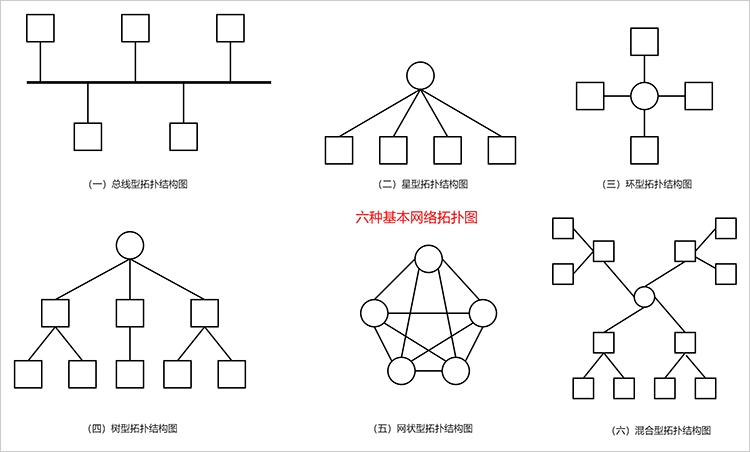 （一）总线型拓扑结构图
（二）星型拓扑结构图
（三）环型拓扑结构图
六种基本网络拓扑图
（四）树型拓扑结构图
（五）网状型拓扑结构图
（六）混合型拓扑结构图